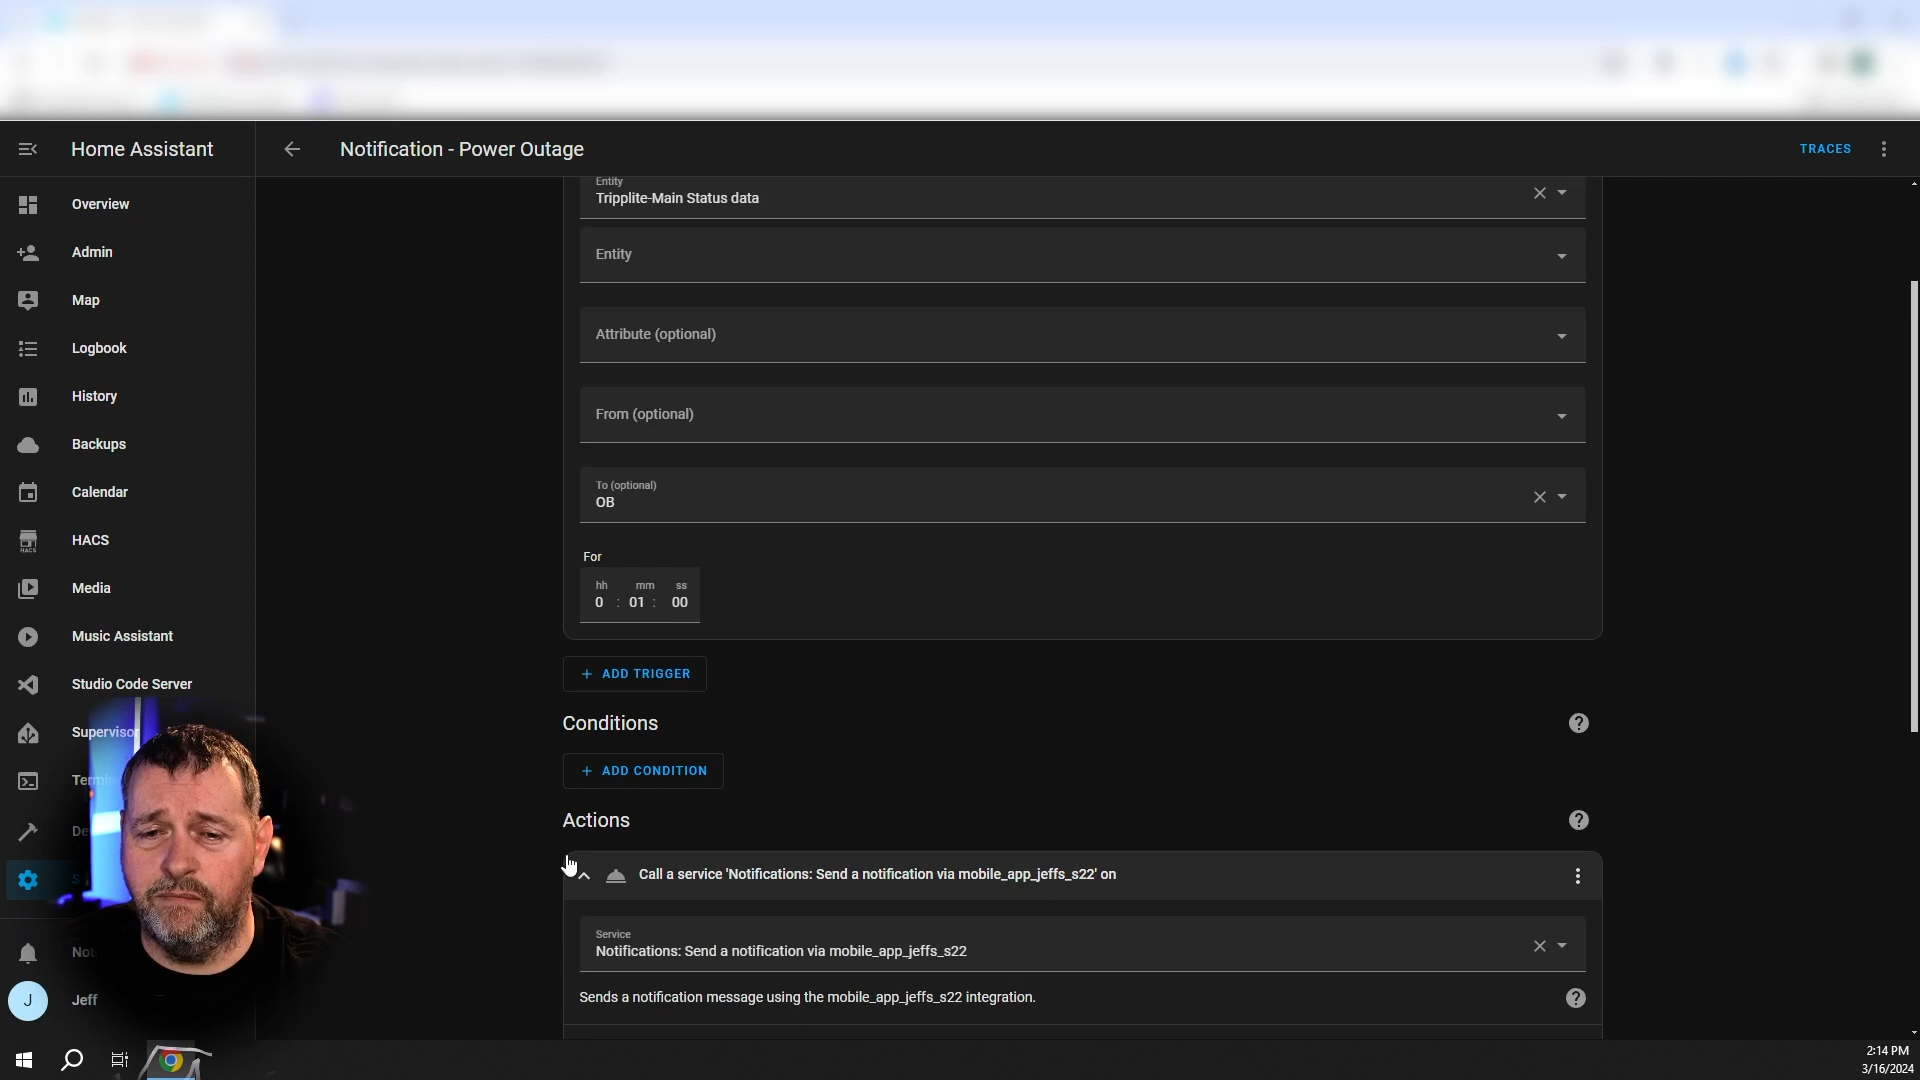 Home Assistant
Notification - Power Outage
TRACES
Overview
Admin
Map
Logbook
History
Backups
Calendar
HACS
Media
Music Assistant
Studio Code Server
Supervisor
Jeff
J
Entity
Tripplite-Main Status data
Entity
Attribute (optional)
From (optional)
To (optional)
OB
For
hh mm ss
0 : 01 : 00
+ ADD TRIGGER
Conditions
+ ADD CONDITION
Actions
Call a service 'Notifications: Send a notification via mobile_app_jeffs_s22' on
Service
Notifications: Send a notification via mobile_app_jeffs_s22
Sends a notification message using the mobile_app_jeffs_s22 integration.
2:14 PM
3/16/2024